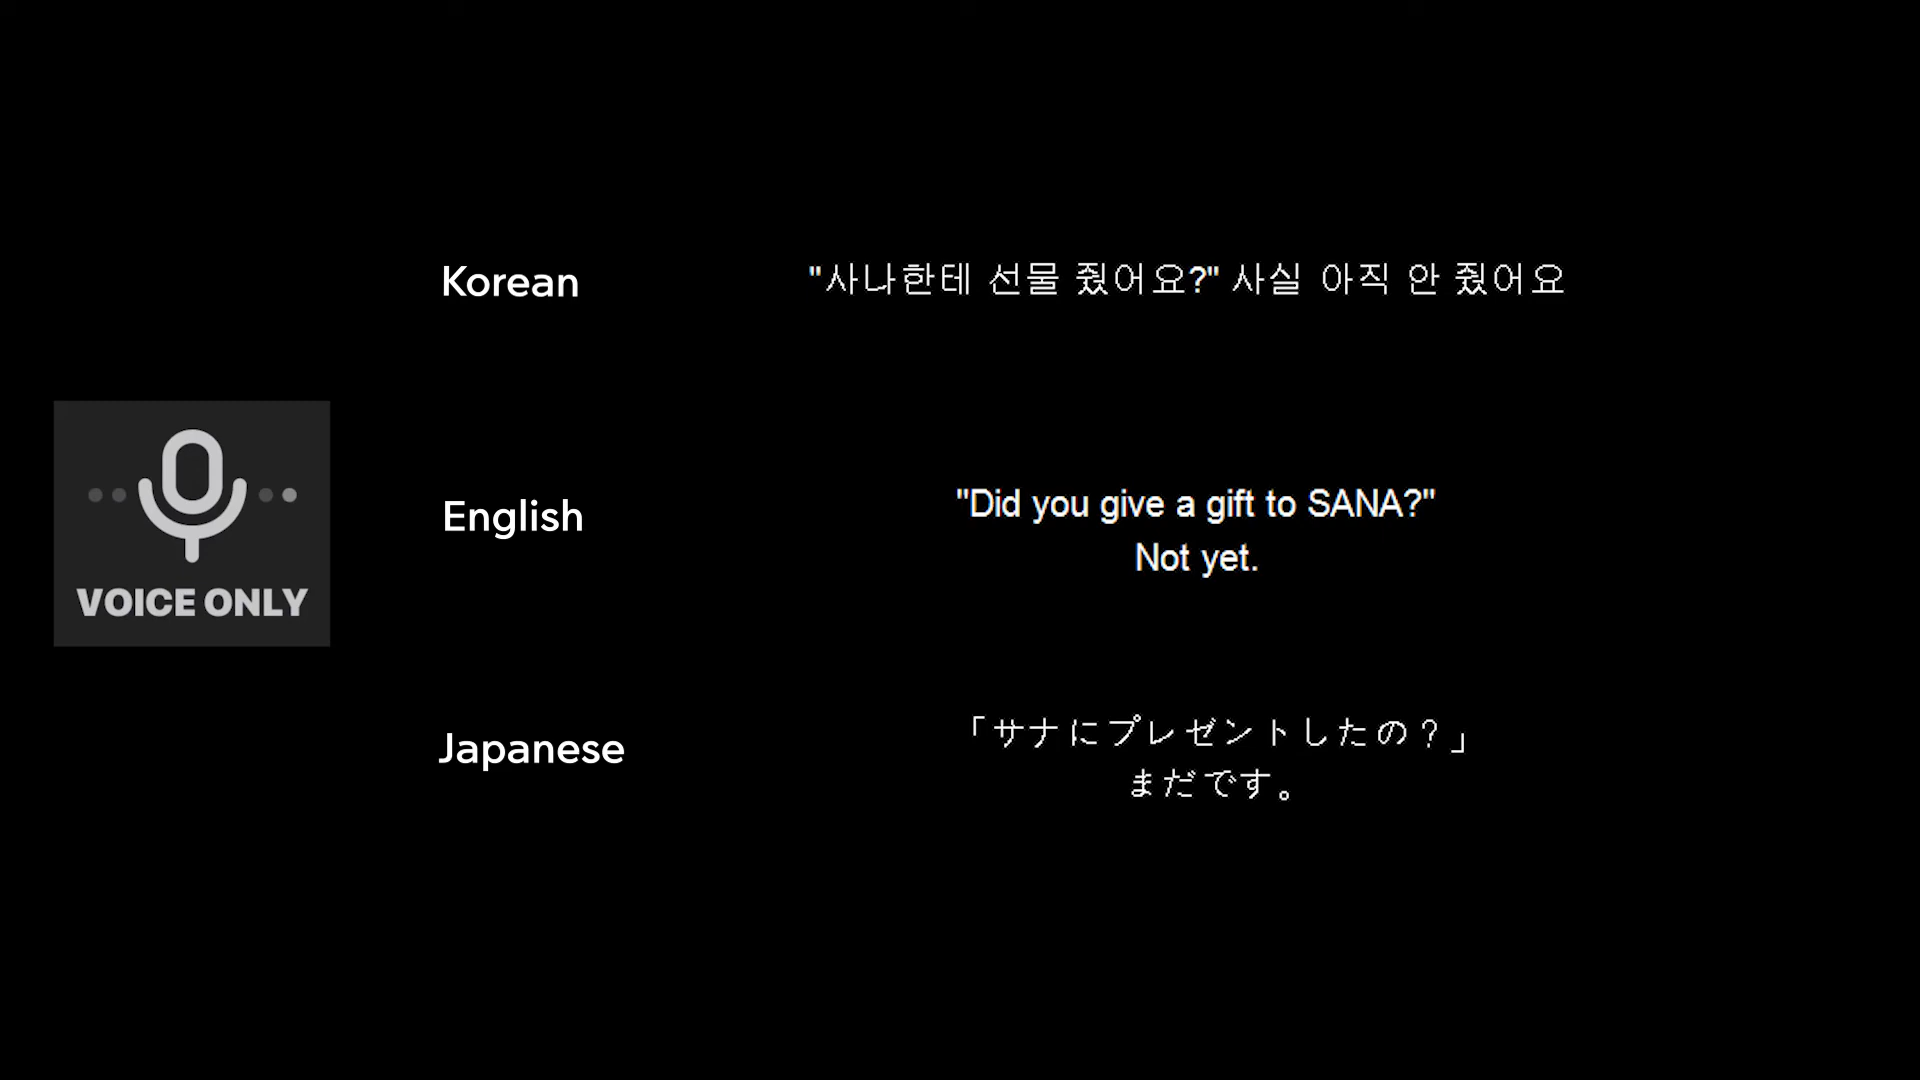 Korean
"사나한테 선물 줬어요?" 사실 아직 안 줬어요
VOICE ONLY
English
"Did you give a gift to SANA?"
Not yet.
Japanese
「サナにプレゼントしたの？」
まだです。